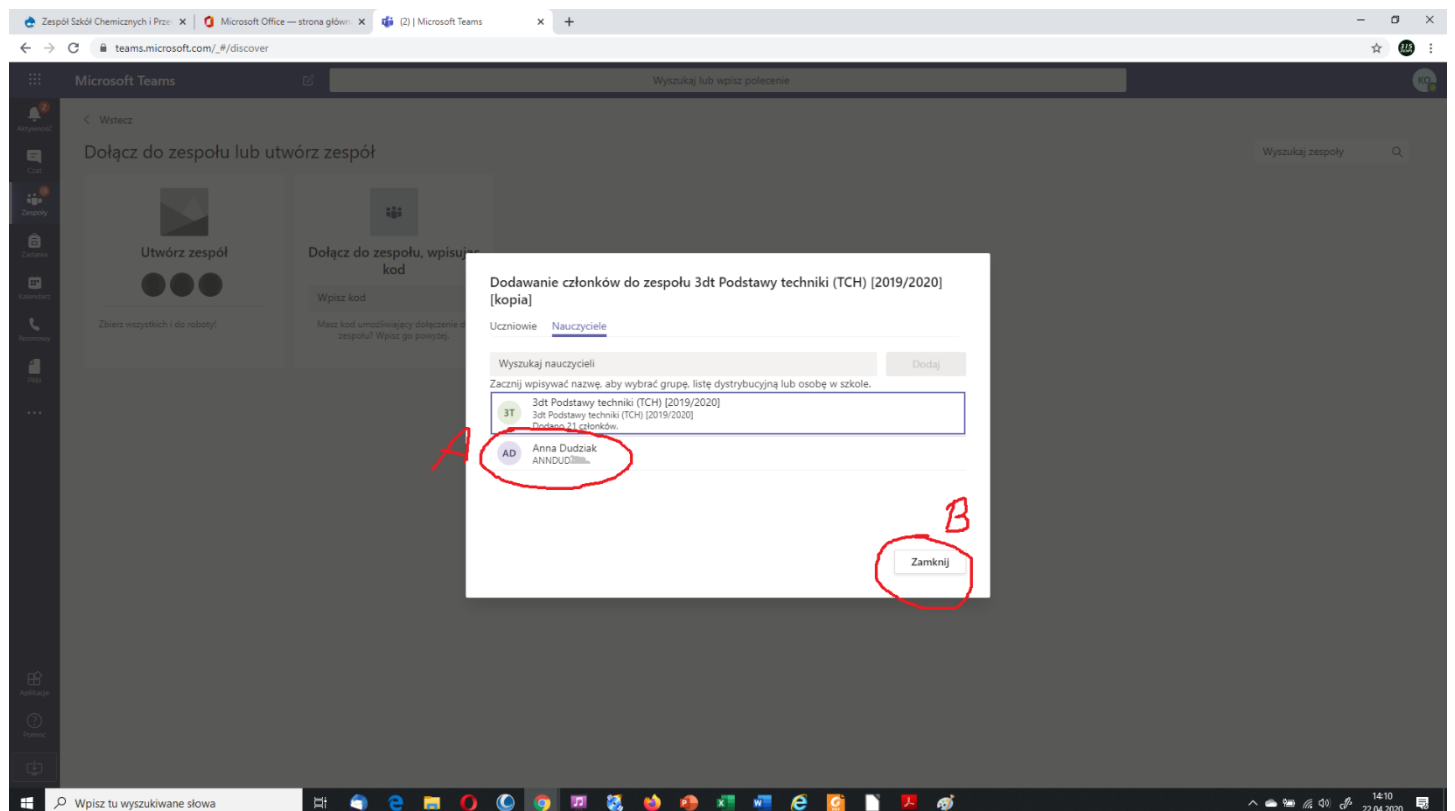 Zespół Szkół Chemicznych i Prze
Microsoft Office — strona główn
(2) | Microsoft Teams
teams.microsoft.com/_#/discover
Microsoft Teams
Wyszukaj lub wpisz polecenie
KO
2
Aktywność
Czat
Zespoły
Zadania
Kalendarz
Rozmowy
Pliki
Aplikacje
Pomoc
Wstecz
Dołącz do zespołu lub utwórz zespół
Wyszukaj zespoły
Utwórz zespół
Zbierz wszystkich i do roboty!
Dołącz do zespołu, wpisując
kod
Wpisz kod
Masz kod umożliwiający dołączenie d
zespołu? Wpisz go powyżej.
Dodawanie członków do zespołu 3dt Podstawy techniki (TCH) [2019/2020]
[kopia]
Uczniowie Nauczyciele
Wyszukaj nauczycieli
Dodaj
Zacznij wpisywać nazwę, aby wybrać grupę, listę dystrybucyjną lub osobę w szkole.
3T
3dt Podstawy techniki (TCH) [2019/2020]
3dt Podstawy techniki (TCH) [2019/2020]
Dodano 21 członków.
A
AD
Anna Dudziak
ANNDUD
B
Zamknij
Wpisz tu wyszukiwane słowa
14:10
22.04.2020